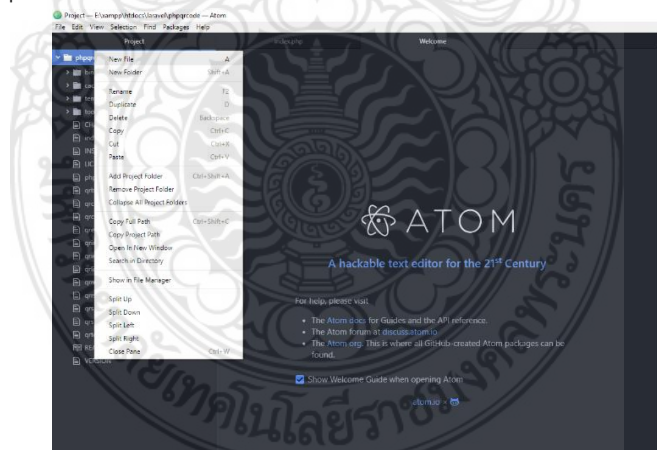 Project — E:\xampp\htdocs\laravel\phpqrcode — Atom
File Edit View Selection Find Packages Help
Project
index.php
Welcome
New File A
New Folder Shift+A
Rename F2
Duplicate D
Delete Backspace
Copy Ctrl+C
Cut Ctrl+X
Paste Ctrl+V
Add Project Folder Ctrl+Shift+A
Remove Project Folder
Collapse All Project Folders
Copy Full Path Ctrl+Shift+C
Copy Project Path
Open In New Window
Search in Directory
Show in File Manager
Split Up
Split Down
Split Left
Split Right
Close Pane Ctrl+W
VERSION
ATOM
A hackable text editor for the 21st Century
For help, please visit
• The Atom docs for Guides and the API reference.
• The Atom forum at discuss.atom.io
• The Atom org. This is where all GitHub-created Atom packages can be
found.
Show Welcome Guide when opening Atom
atom.io ×